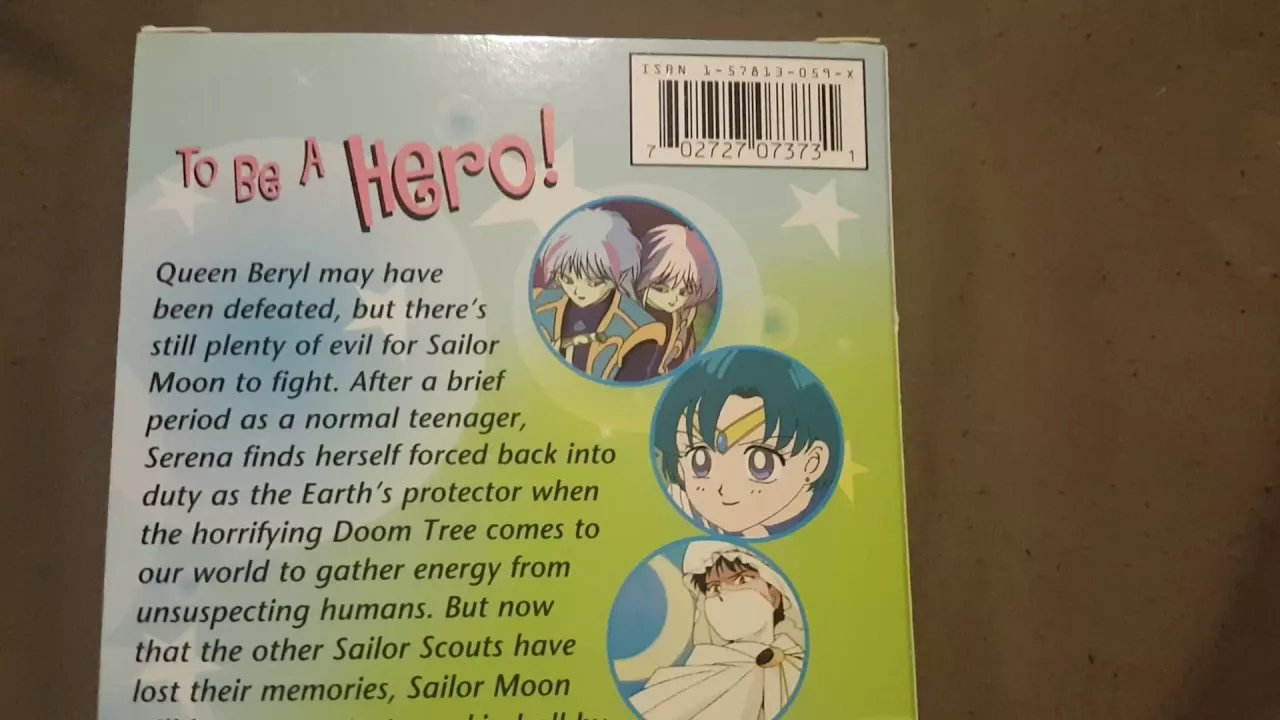 ISBN 1-57813-059-X
7 02727 07373 1
To Be A Hero!
Queen Beryl may have
been defeated, but there's
still plenty of evil for Sailor
Moon to fight. After a brief
period as a normal teenager,
Serena finds herself forced back into
duty as the Earth's protector when
the horrifying Doom Tree comes to
our world to gather energy from
unsuspecting humans. But now
that the other Sailor Scouts have
lost their memories, Sailor Moon